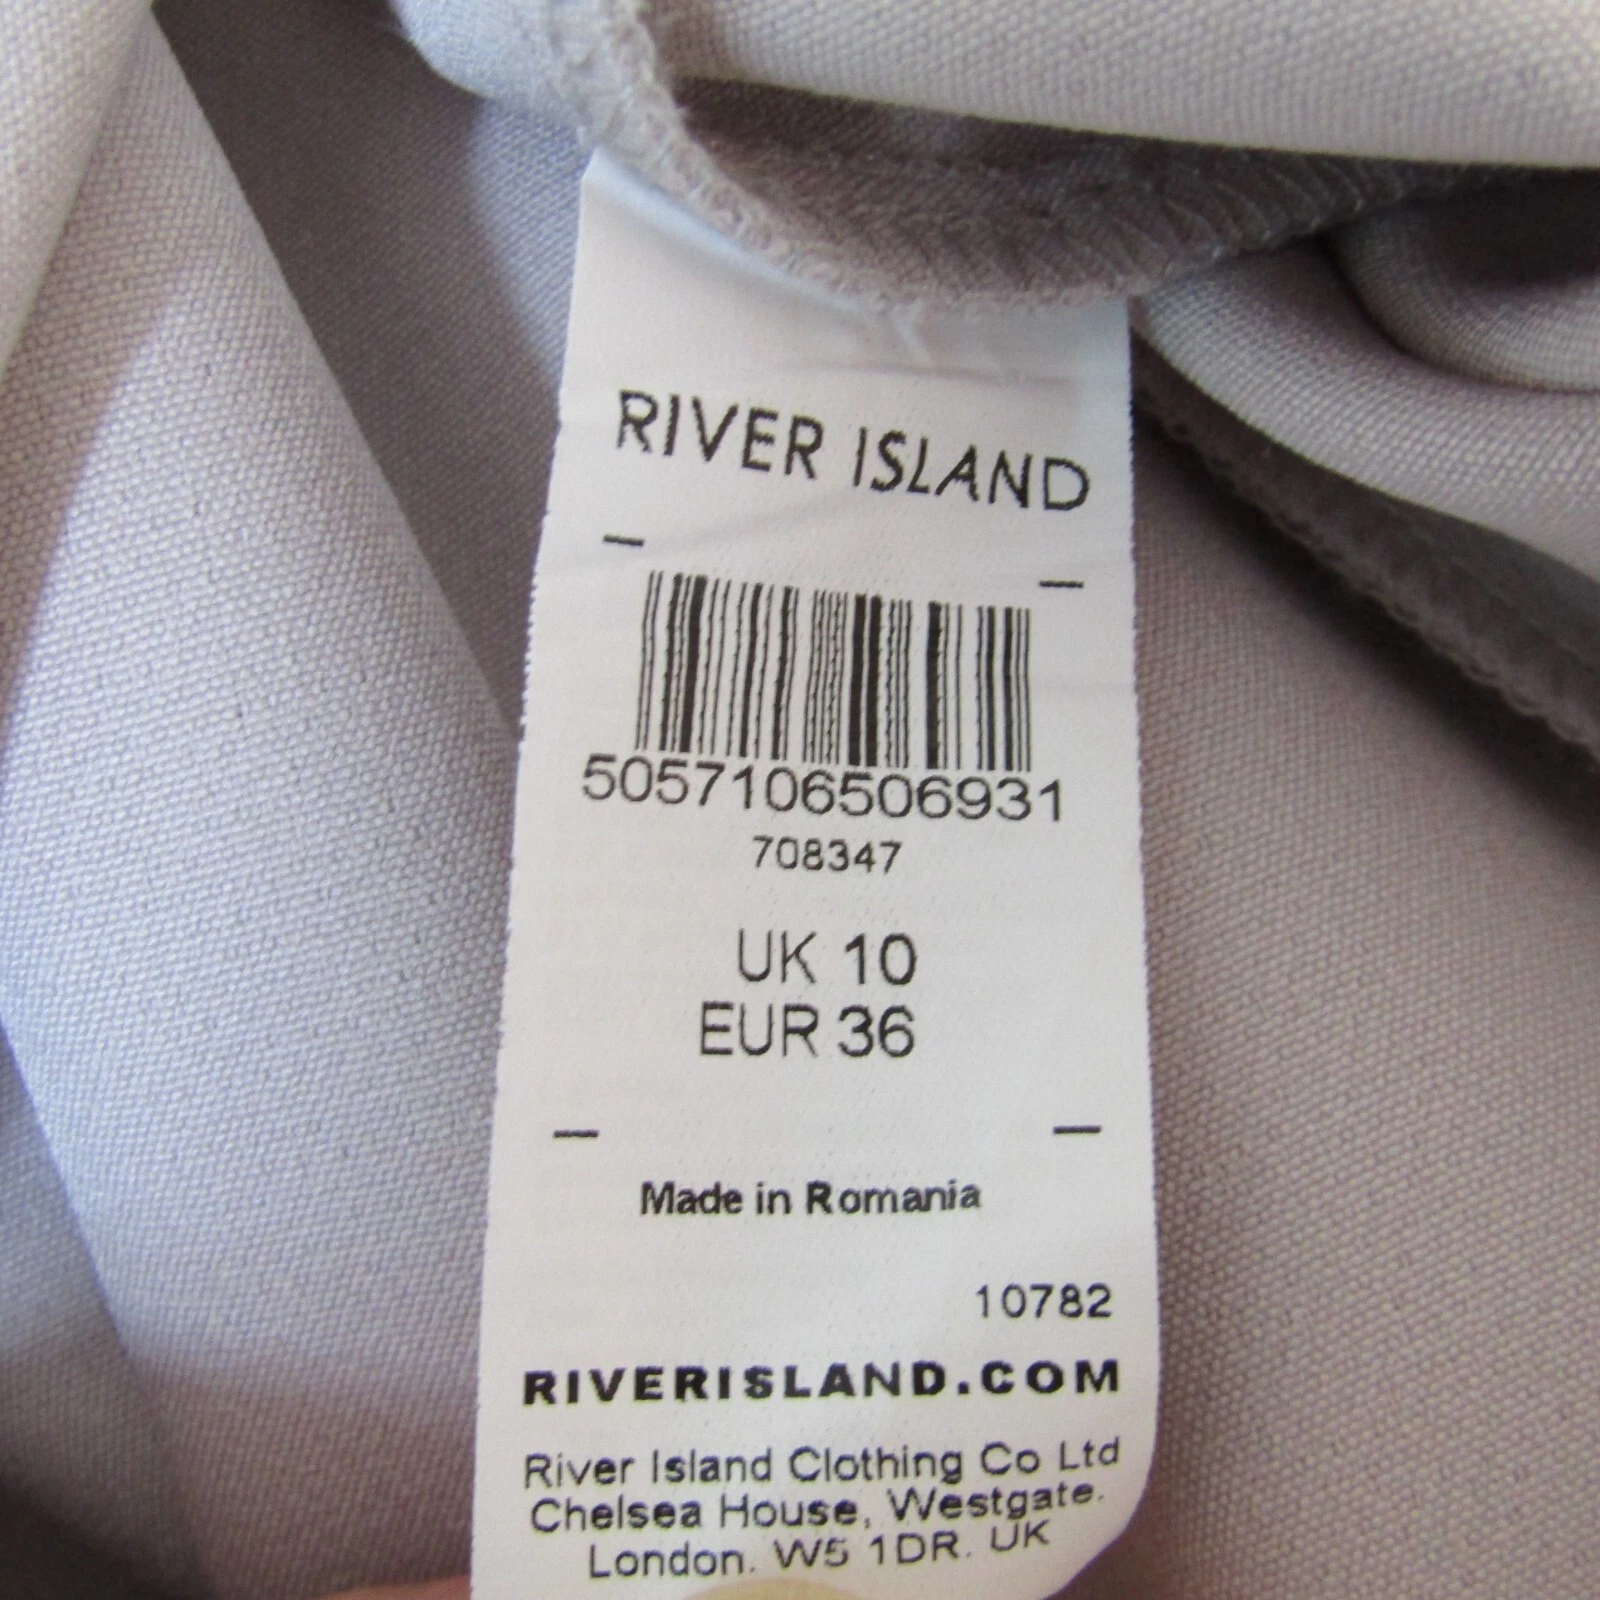 RIVER ISLAND
5057106506931
708347
UK 10
EUR 36
Made in Romania
10782
RIVERISLAND.COM
River Island Clothing Co Ltd
Chelsea House, Westgate.
London. W5 1DR. UK